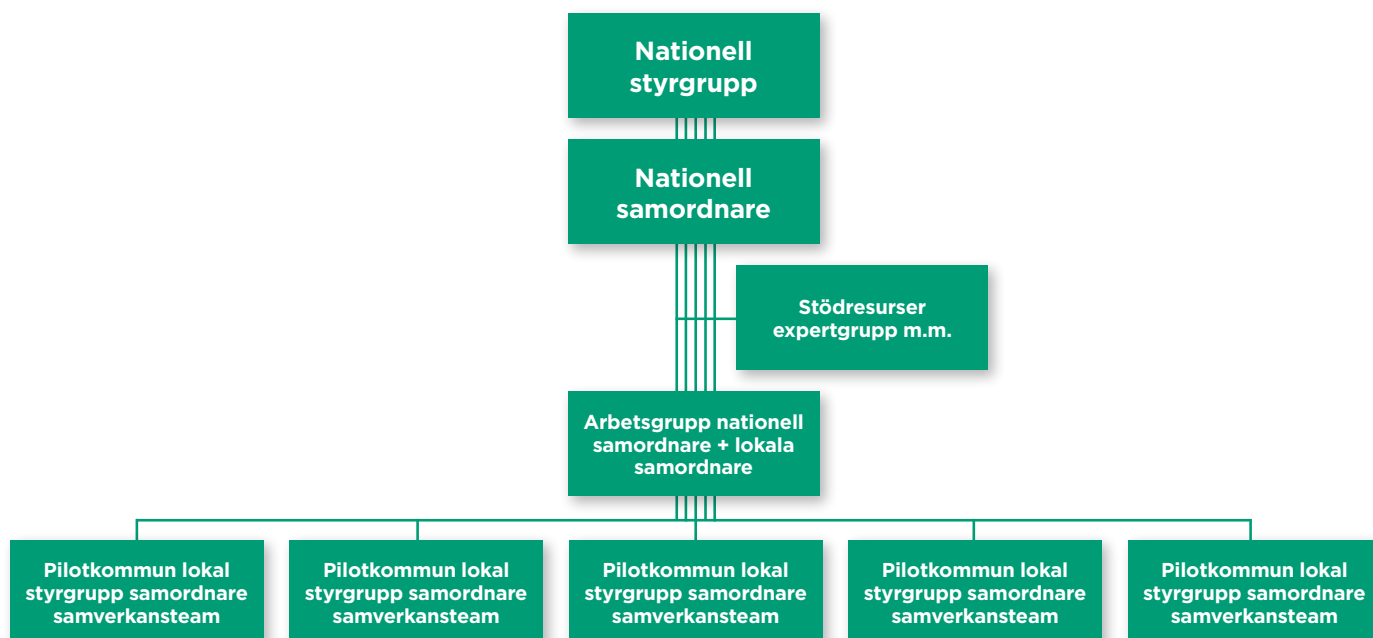 Nationell
styrgrupp
Nationell
samordnare
Stödresurser
expertgrupp m.m.
Arbetsgrupp nationell
samordnare + lokala
samordnare
Pilotkommun lokal
styrgrupp samordnare
samverkansteam
Pilotkommun lokal
styrgrupp samordnare
samverkansteam
Pilotkommun lokal
styrgrupp samordnare
samverkansteam
Pilotkommun lokal
styrgrupp samordnare
samverkansteam
Pilotkommun lokal
styrgrupp samordnare
samverkansteam